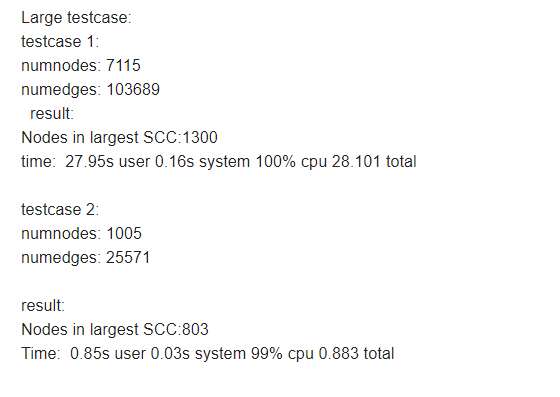 Large testcase:
testcase 1:
numnodes: 7115
numedges: 103689
result:
Nodes in largest SCC:1300
time:  27.95s user 0.16s system 100% cpu 28.101 total
testcase 2:
numnodes: 1005
numedges: 25571
result:
Nodes in largest SCC:803
Time:  0.85s user 0.03s system 99% cpu 0.883 total